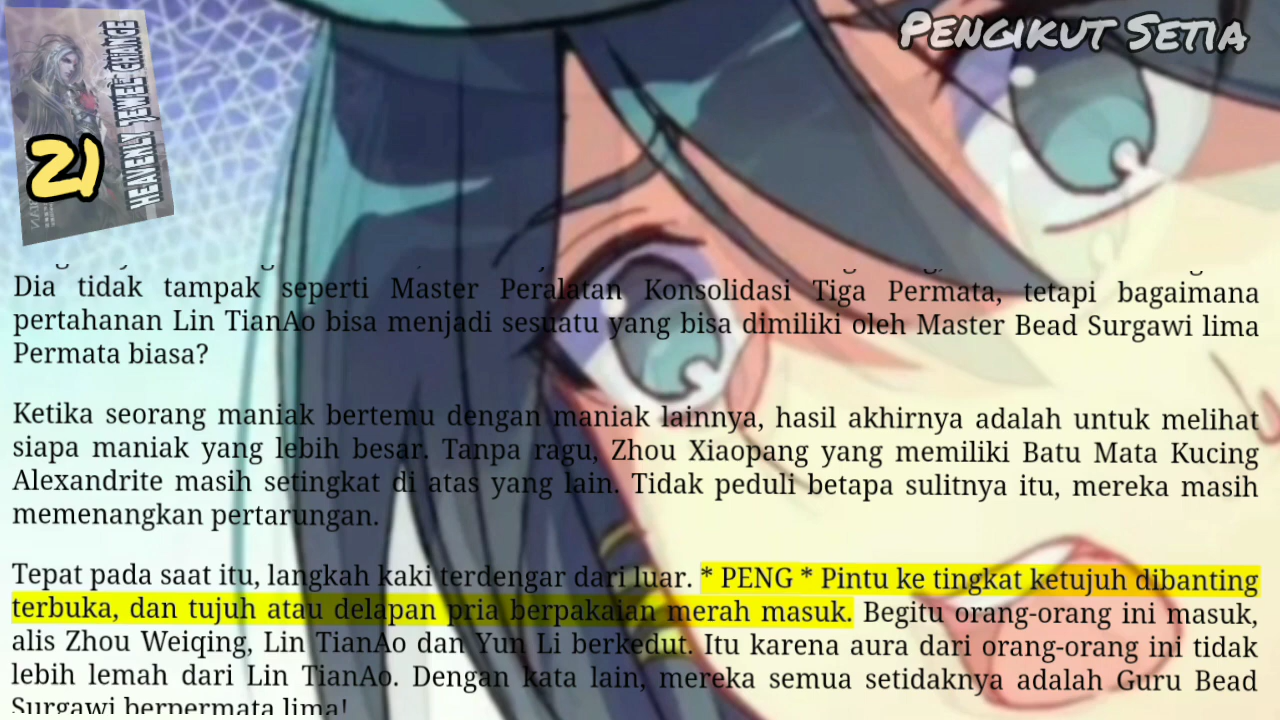 Pengikut Setia
HEAVENLY JEWEL CHANGE
21
Dia tidak tampak seperti Master Peralatan Konsolidasi Tiga Permata, tetapi bagaimana
pertahanan Lin TianAo bisa menjadi sesuatu yang bisa dimiliki oleh Master Bead Surgawi lima
Permata biasa?
Ketika seorang maniak bertemu dengan maniak lainnya, hasil akhirnya adalah untuk melihat
siapa maniak yang lebih besar. Tanpa ragu, Zhou Xiaopang yang memiliki Batu Mata Kucing
Alexandrite masih setingkat di atas yang lain. Tidak peduli betapa sulitnya itu, mereka masih
memenangkan pertarungan.
Tepat pada saat itu, langkah kaki terdengar dari luar. * PENG * Pintu ke tingkat ketujuh dibanting
terbuka, dan tujuh atau delapan pria berpakaian merah masuk. Begitu orang-orang ini masuk,
alis Zhou Weiqing, Lin TianAo dan Yun Li berkedut. Itu karena aura dari orang-orang ini tidak
lebih lemah dari Lin TianAo. Dengan kata lain, mereka semua setidaknya adalah Guru Bead
Surgawi berpermata lima!